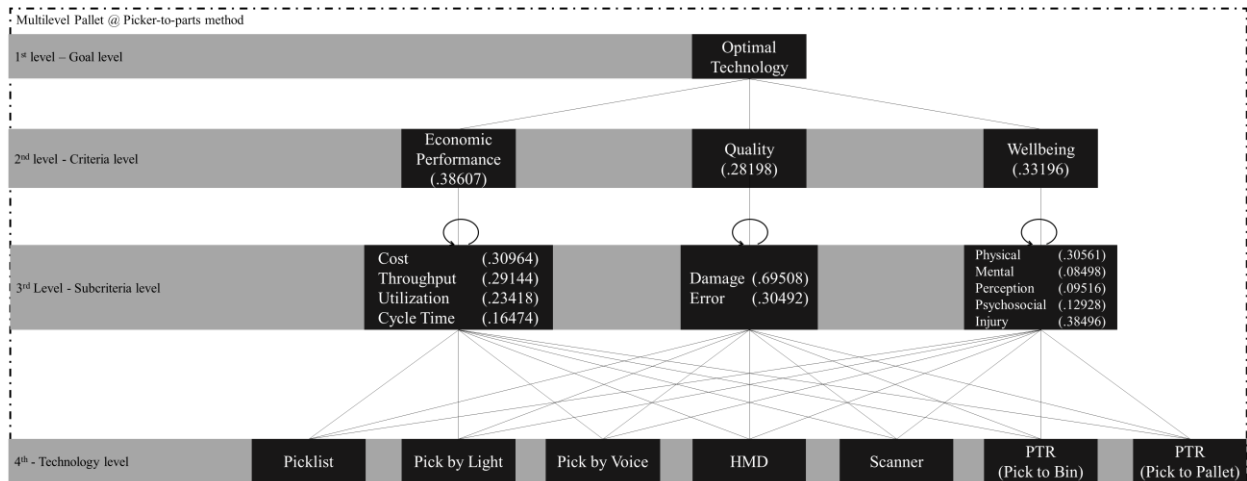 Multilevel Pallet @ Picker-to-parts method
1st level – Goal level
Optimal
Technology
2nd level - Criteria level
Economic
Performance
(.38607)
Quality
(.28198)
Wellbeing
(.33196)
3rd Level - Subcriteria level
Cost (.30964)
Throughput (.29144)
Utilization (.23418)
Cycle Time (.16474)
Damage (.69508)
Error (.30492)
Physical (.30561)
Mental (.08498)
Perception (.09516)
Psychosocial (.12928)
Injury (.38496)
4th - Technology level
Picklist
Pick by Light
Pick by Voice
HMD
Scanner
PTR
(Pick to Bin)
PTR
(Pick to Pallet)